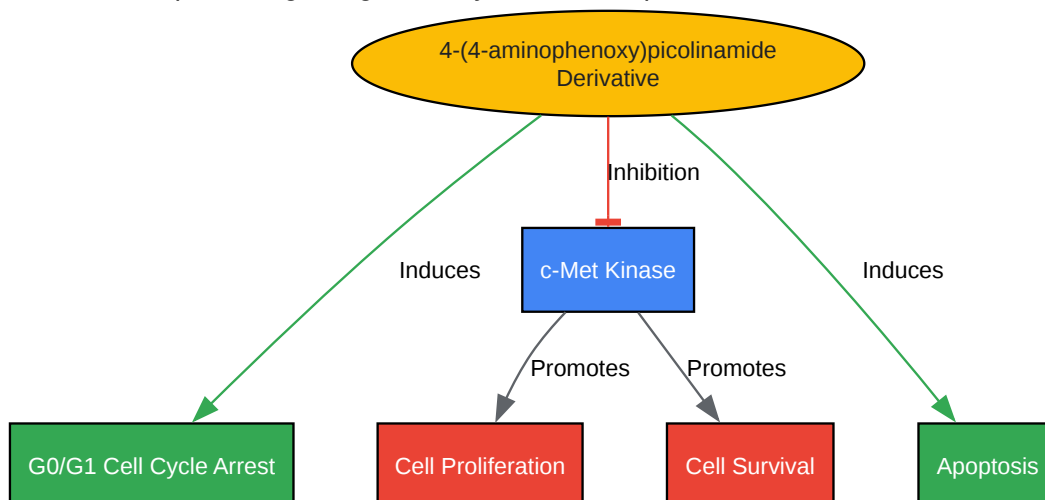 4-(4-aminophenoxy)picolinamide
Derivative
Inhibition
Induces
c-Met Kinase
Induces
Promotes
Promotes
G0/G1 Cell Cycle Arrest
Cell Proliferation
Cell Survival
Apoptosis